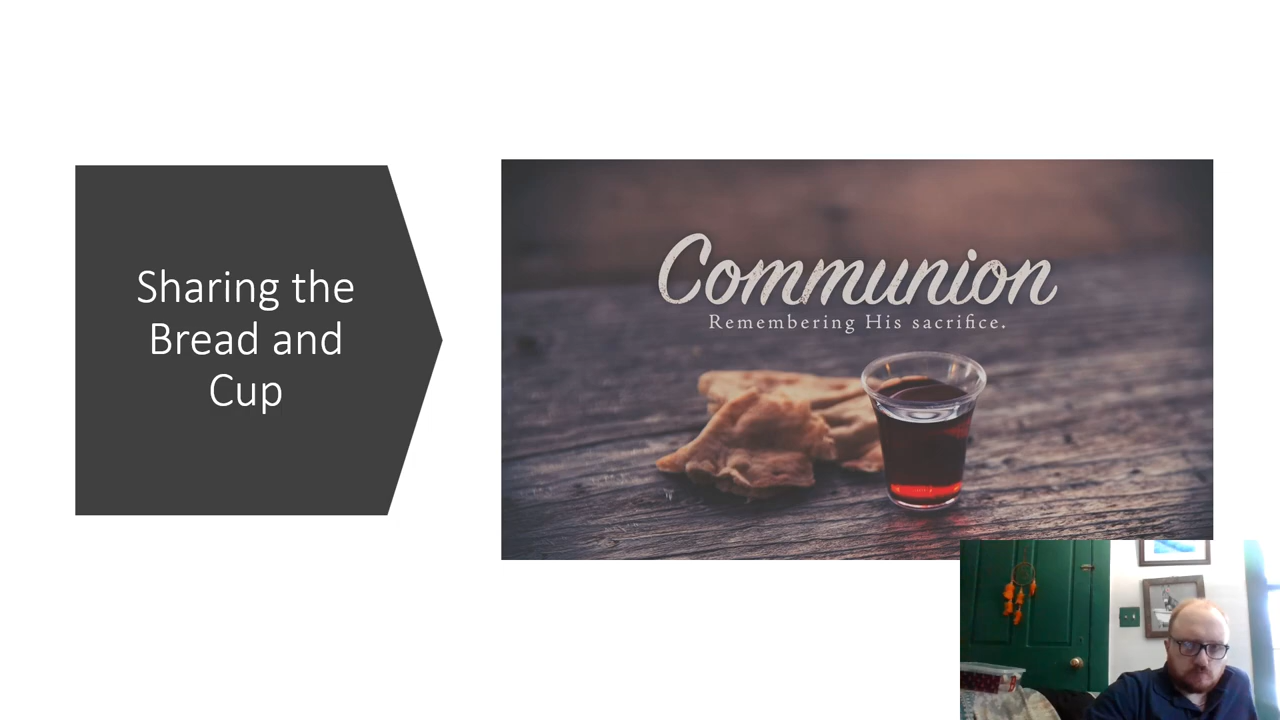 Sharing the
Bread and
Cup
Communion
Remembering His sacrifice.